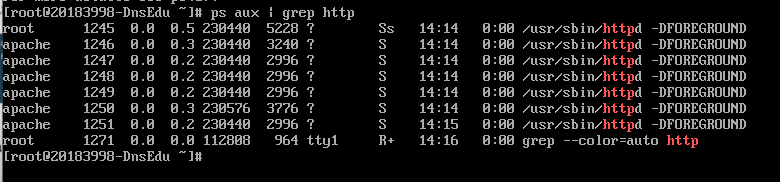 [root@20183998-DnsEdu ~]# ps aux | grep http
root 1245 0.0 0.5 230440 5228 ? Ss 14:14 0:00 /usr/sbin/httpd -DFOREGROUND
apache 1246 0.0 0.3 230440 3240 ? S 14:14 0:00 /usr/sbin/httpd -DFOREGROUND
apache 1247 0.0 0.2 230440 2996 ? S 14:14 0:00 /usr/sbin/httpd -DFOREGROUND
apache 1248 0.0 0.2 230440 2996 ? S 14:14 0:00 /usr/sbin/httpd -DFOREGROUND
apache 1249 0.0 0.2 230440 2996 ? S 14:14 0:00 /usr/sbin/httpd -DFOREGROUND
apache 1250 0.0 0.3 230576 3776 ? S 14:14 0:00 /usr/sbin/httpd -DFOREGROUND
apache 1251 0.0 0.2 230440 2996 ? S 14:15 0:00 /usr/sbin/httpd -DFOREGROUND
root 1271 0.0 0.0 112808 964 tty1 R+ 14:16 0:00 grep --color=auto http
[root@20183998-DnsEdu ~]#